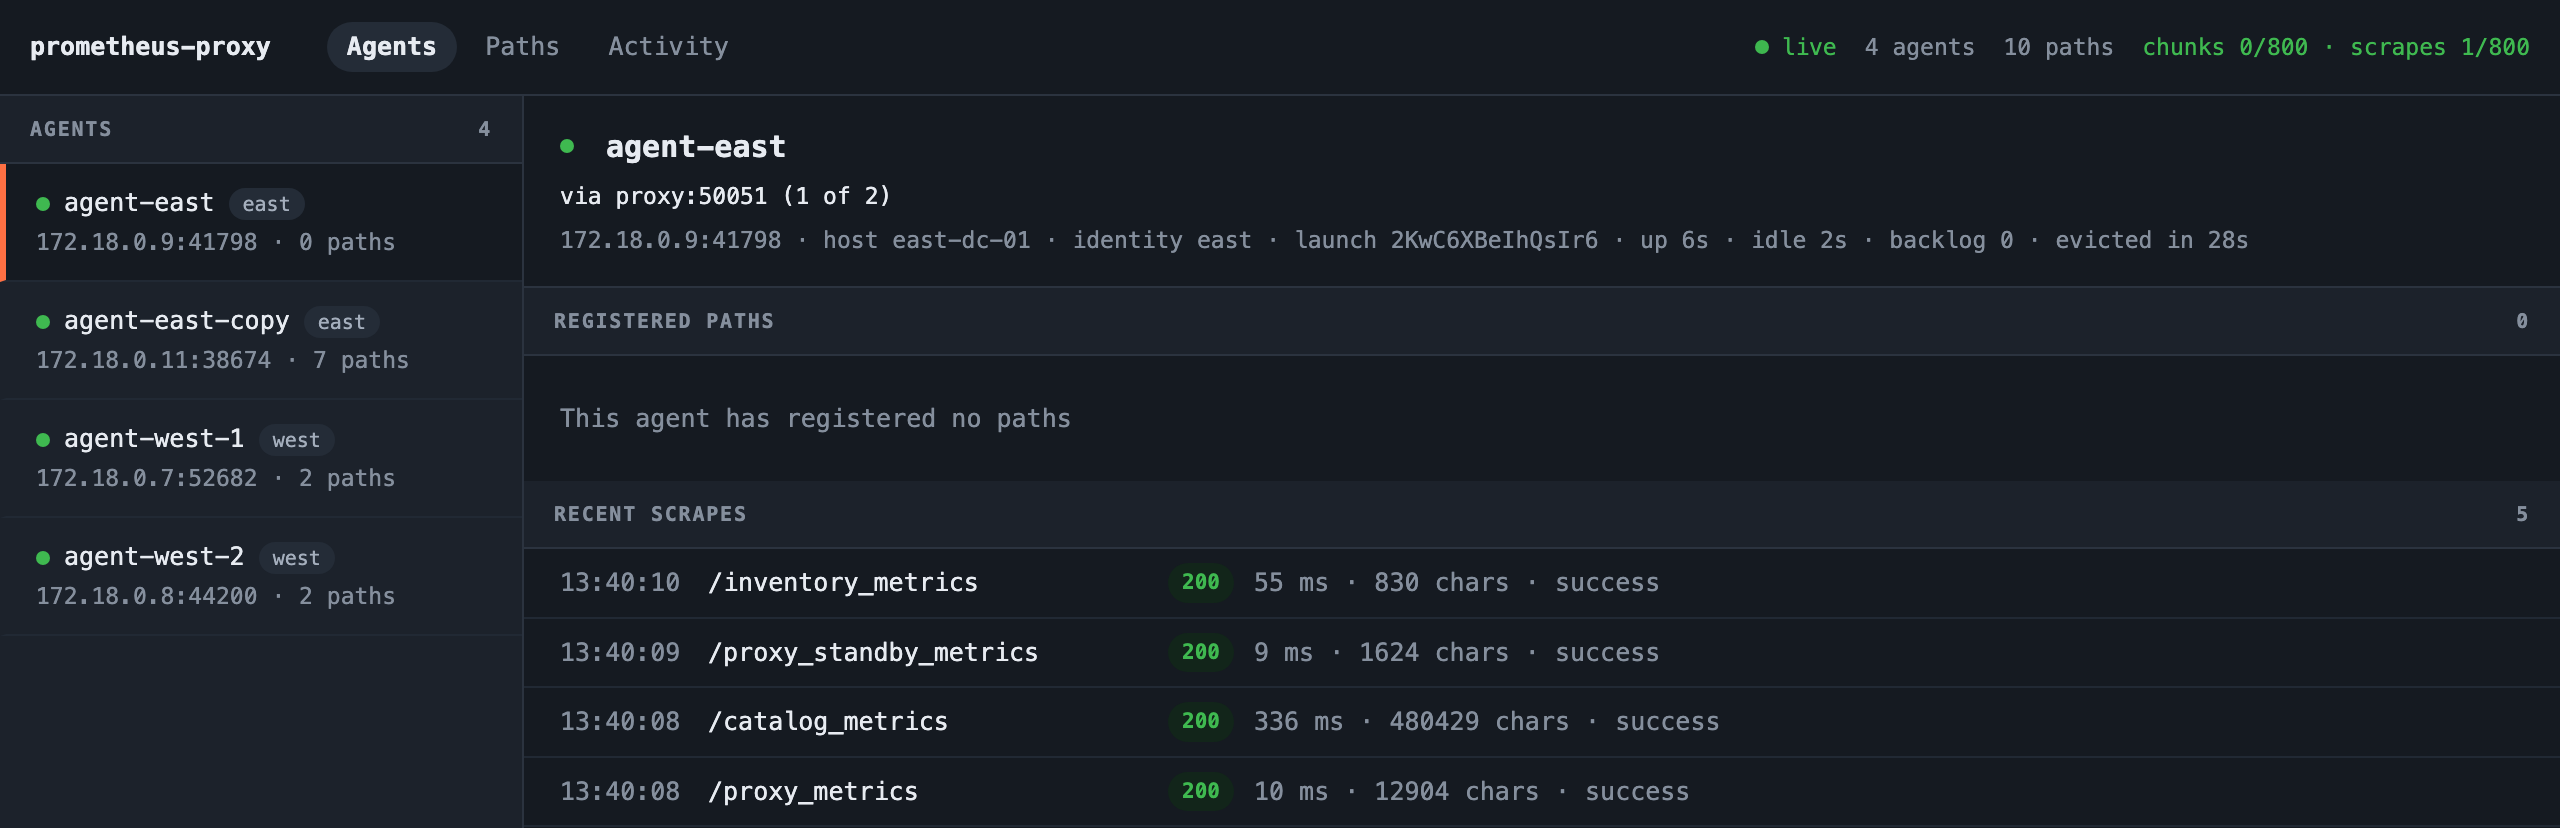 prometheus-proxy Agents Paths Activity live 4 agents 10 paths chunks 0/800 · scrapes 1/800
AGENTS 4
agent-east east
172.18.0.9:41798 · 0 paths
agent-east-copy east
172.18.0.11:38674 · 7 paths
agent-west-1 west
172.18.0.7:52682 · 2 paths
agent-west-2 west
172.18.0.8:44200 · 2 paths
agent-east
via proxy:50051 (1 of 2)
172.18.0.9:41798 · host east-dc-01 · identity east · launch 2KwC6XBeIhQsIr6 · up 6s · idle 2s · backlog 0 · evicted in 28s
REGISTERED PATHS 0
This agent has registered no paths
RECENT SCRAPES 5
13:40:10 /inventory_metrics 200 55 ms · 830 chars · success
13:40:09 /proxy_standby_metrics 200 9 ms · 1624 chars · success
13:40:08 /catalog_metrics 200 336 ms · 480429 chars · success
13:40:08 /proxy_metrics 200 10 ms · 12904 chars · success